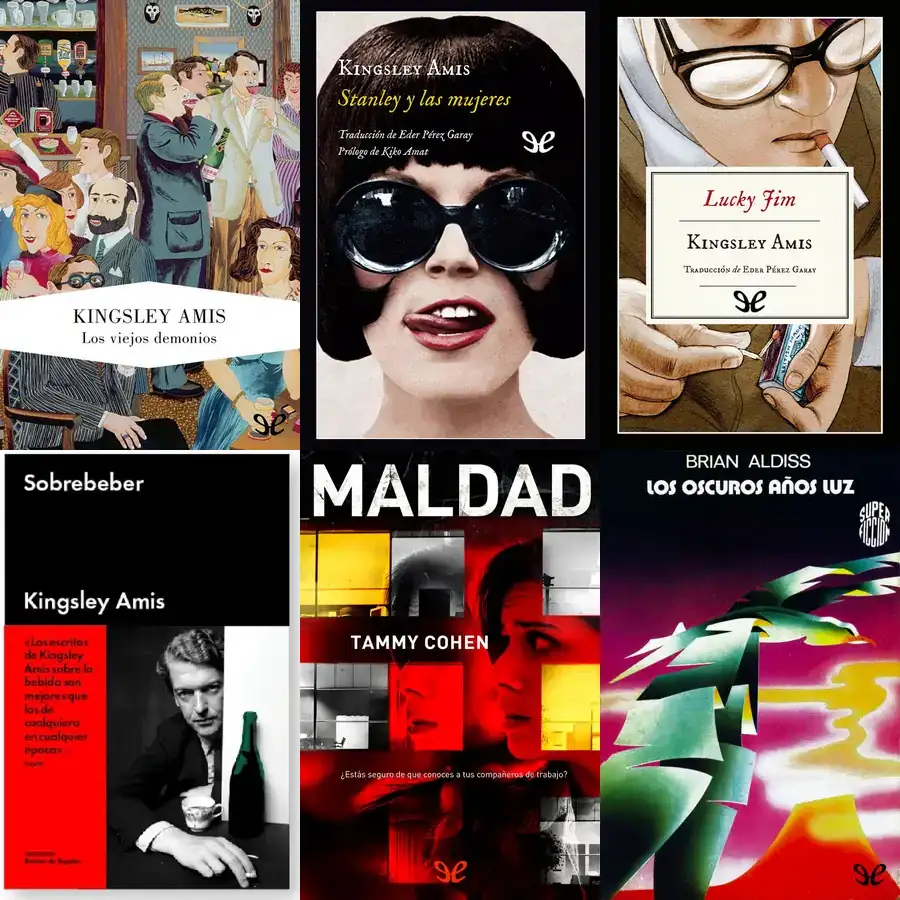 KINGSLEY AMIS
Los viejos demonios
KINGSLEY AMIS
Stanley y las mujeres
Traducción de Eder Pérez Garay
Prólogo de Kiko Amat
Lucky Jim
KINGSLEY AMIS
TRADUCCIÓN de EDER PÉREZ GARAY
Sobrebeber
Kingsley Amis
«Los escritos
de Kingsley
Amis sobre la
bebida son
mejores que
los de
cualquiera
en cualquier
época»
MALDAD
TAMMY COHEN
¿Estás seguro de que conoces a tus compañeros de trabajo?
BRIAN ALDISS
LOS OSCUROS AÑOS LUZ
SUPER
FICCION